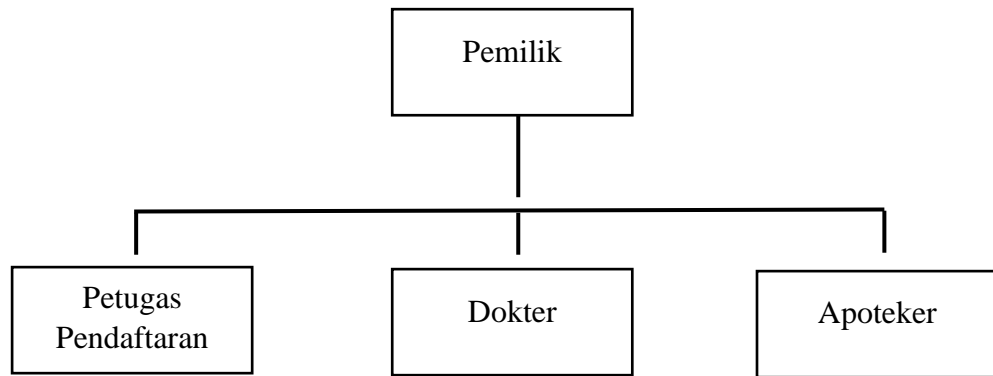 Pemilik
Petugas
Pendaftaran
Dokter
Apoteker